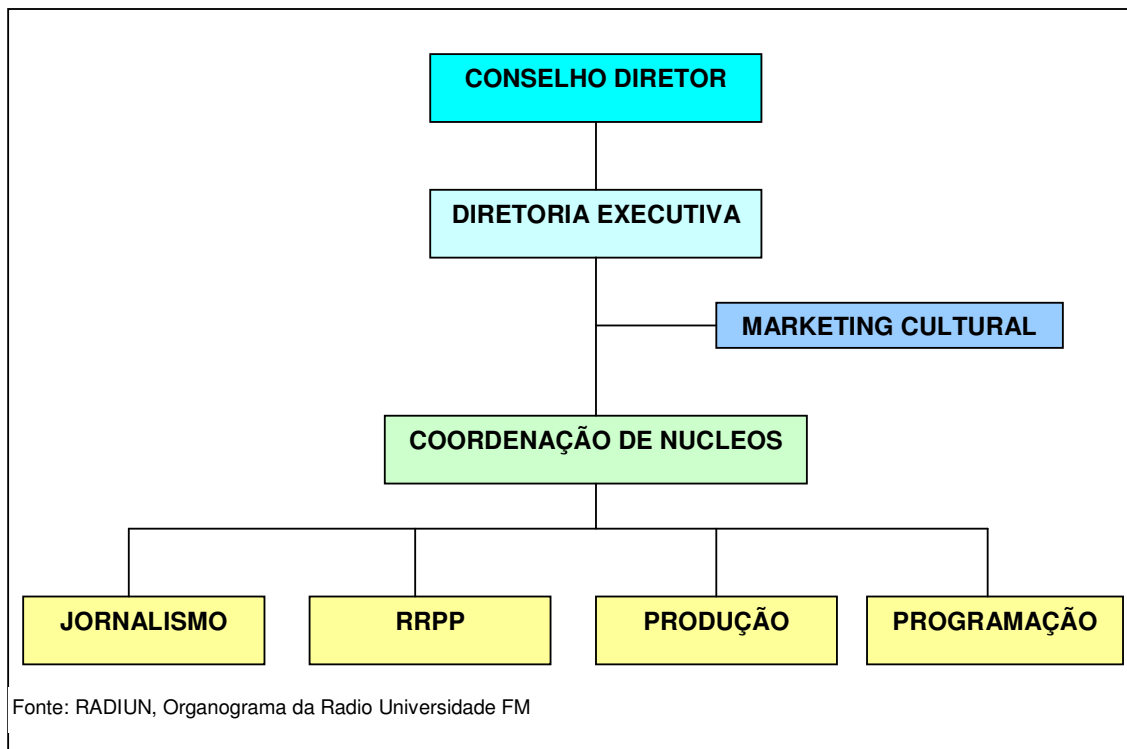 CONSELHO DIRETOR
DIRETORIA EXECUTIVA
MARKETING CULTURAL
COORDENAÇÃO DE NUCLEOS
JORNALISMO
RRPP
PRODUÇÃO
PROGRAMAÇÃO
Fonte: RADIUN, Organograma da Radio Universidade FM